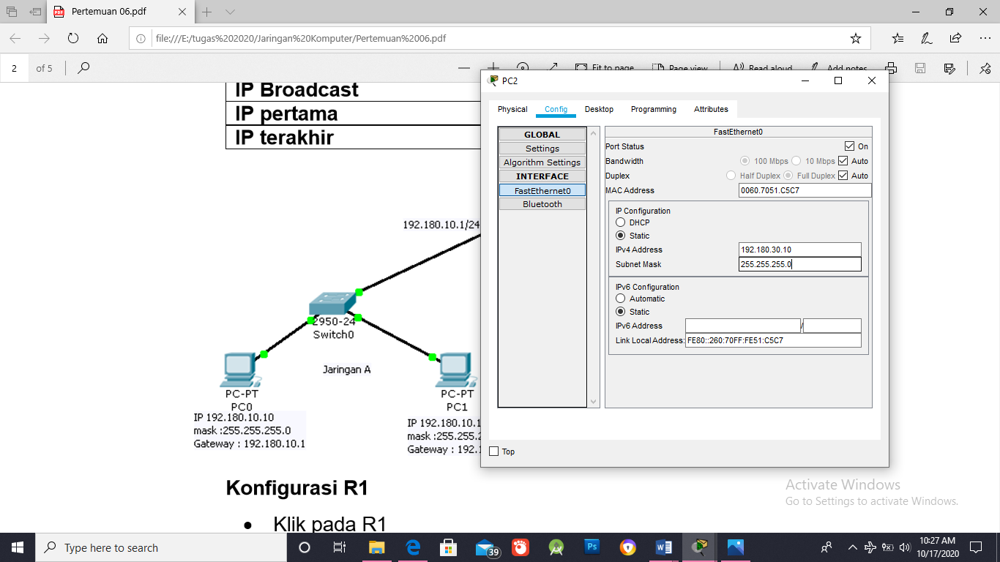 Pertemuan 06.pdf
file:///E:/tugas%202020/Jaringan%20Komputer/Pertemuan%2006.pdf
2 of 5
Fit to page
Page view
Read aloud
Add notes
IP Broadcast
IP pertama
IP terakhir
192.180.10.1/24
2950-24
Switch0
Jaringan A
PC-PT
PC0
IP 192.180.10.10
mask :255.255.255.0
Gateway : 192.180.10.1
PC-PT
PC1
IP 192.180.10.1
mask :255.255.2
Gateway : 192.1
Konfigurasi R1
• Klik pada R1
PC2
Physical Config Desktop Programming Attributes
GLOBAL
Settings
Algorithm Settings
INTERFACE
FastEthernet0
Bluetooth
FastEthernet0
Port Status On
Bandwidth 100 Mbps 10 Mbps Auto
Duplex Half Duplex Full Duplex Auto
MAC Address 0060.7051.C5C7
IP Configuration
DHCP
Static
IPv4 Address 192.180.30.10
Subnet Mask 255.255.255.0
IPv6 Configuration
Automatic
Static
IPv6 Address /
Link Local Address: FE80::260:70FF:FE51:C5C7
Top
Activate Windows
Go to Settings to activate Windows.
Type here to search
39
Ps
10:27 AM
10/17/2020